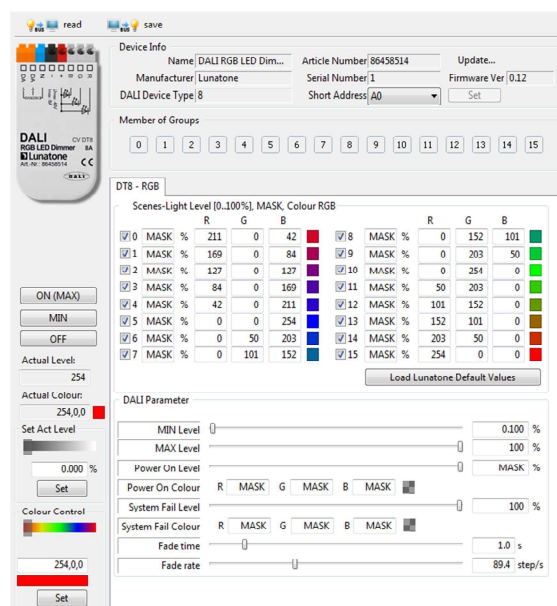 read save
Device Info
Name DALI RGB LED Dim... Article Number 86458514 Update...
Manufacturer Lunatone Serial Number 1 Firmware Ver 0.12
DALI Device Type 8 Short Address A0 Set
Member of Groups
0 1 2 3 4 5 6 7 8 9 10 11 12 13 14 15
DALI CV DT8
RGB LED Dimmer 8A
Lunatone
Art.-Nr.: 86458514
CE
DALI
DT8 - RGB
Scenes-Light Level [0..100%], MASK, Colour RGB
R G B R G B
0 MASK % 211 0 42 8 MASK % 0 152 101
1 MASK % 169 0 84 9 MASK % 0 203 50
2 MASK % 127 0 127 10 MASK % 0 254 0
3 MASK % 84 0 169 11 MASK % 50 203 0
4 MASK % 42 0 211 12 MASK % 101 152 0
5 MASK % 0 0 254 13 MASK % 152 101 0
6 MASK % 0 50 203 14 MASK % 203 50 0
7 MASK % 0 101 152 15 MASK % 254 0 0
Load Lunatone Default Values
ON (MAX)
MIN
OFF
Actual Level:
254
Actual Colour:
254,0,0
Set Act Level
0.000 %
Set
Colour Control
254,0,0
Set
DALI Parameter
MIN Level 0.100 %
MAX Level 100 %
Power On Level MASK %
Power On Colour R MASK G MASK B MASK
System Fail Level 100 %
System Fail Colour R MASK G MASK B MASK
Fade time 1.0 s
Fade rate 89.4 step/s